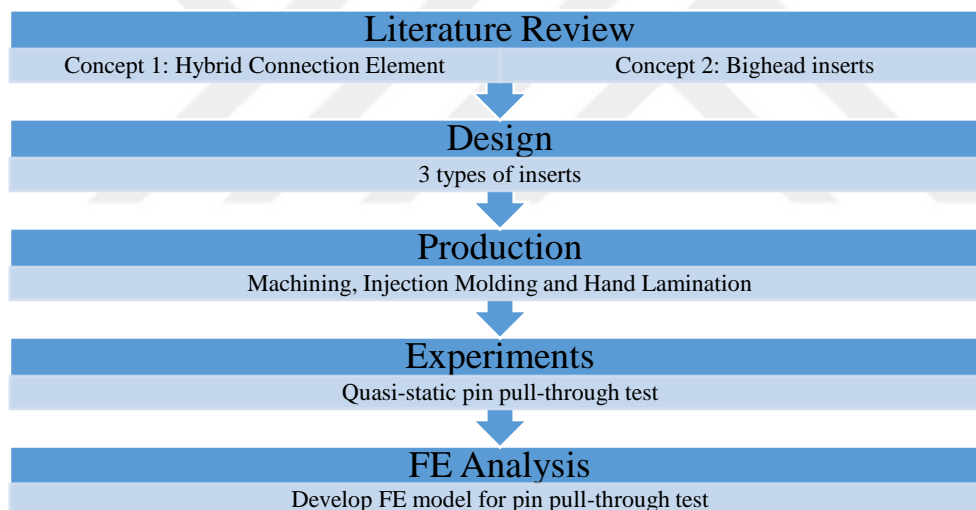 Literature Review
Concept 1: Hybrid Connection Element
Concept 2: Bighead inserts
Design
3 types of inserts
Production
Machining, Injection Molding and Hand Lamination
Experiments
Quasi-static pin pull-through test
FE Analysis
Develop FE model for pin pull-through test